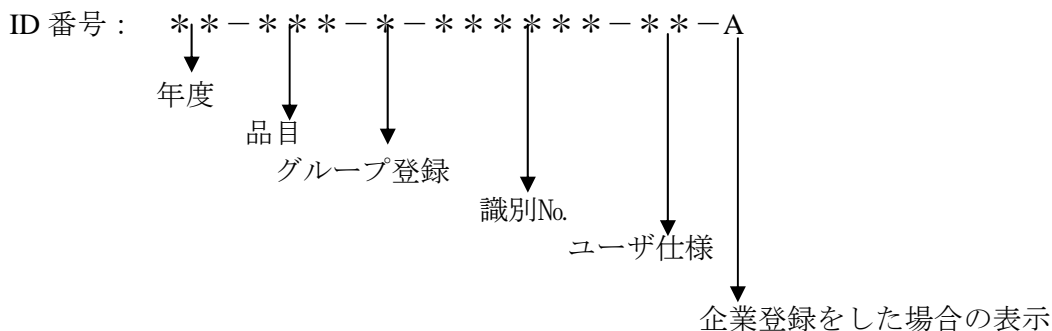 ID 番号： ＊＊－＊＊＊－＊－＊＊＊＊＊＊－＊＊－A
年度
品目
グループ登録
識別№
ユーザ仕様
企業登録をした場合の表示